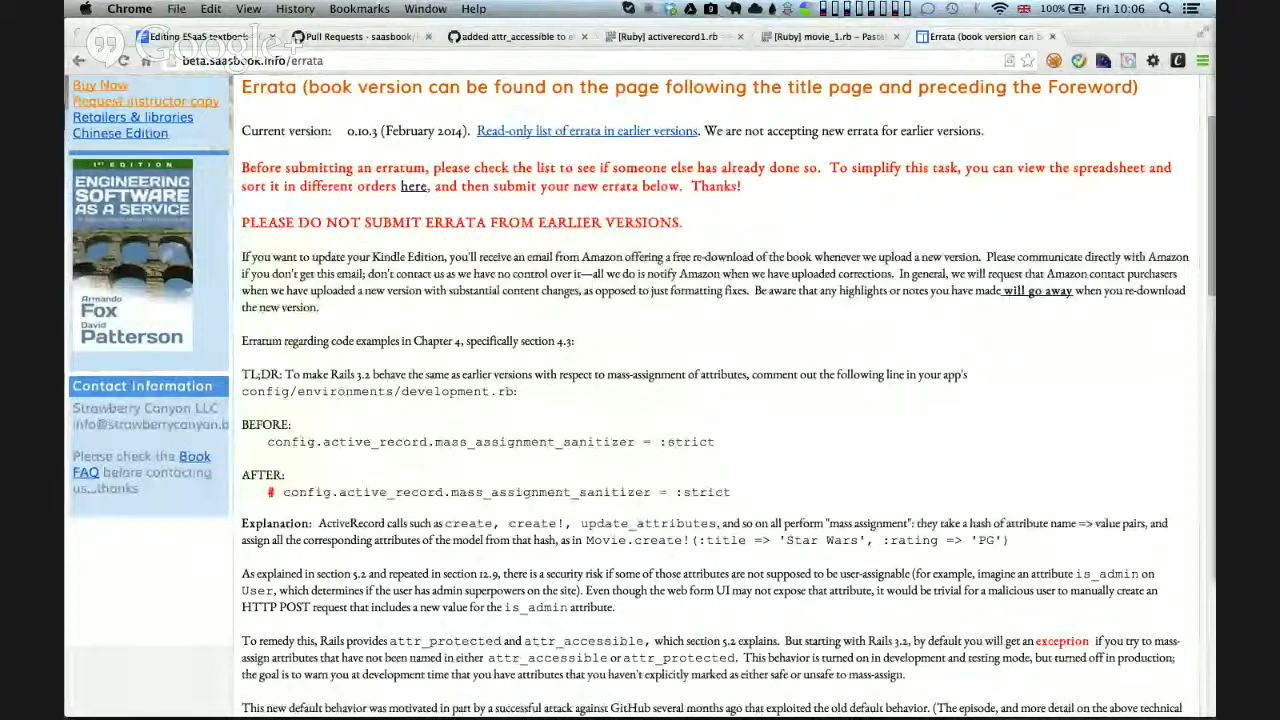 Chrome File Edit View History Bookmarks Window Help 100% Fri 10:06
Editing ESaaS textbook Pull Requests · saasbook/ added attr_accessible to e [Ruby] activerecord1.rb [Ruby] movie_1.rb - Paste Errata (book version can b
Google+
beta.saasbook.info/errata
Buy Now
Request instructor copy
Retailers & libraries
Chinese Edition
1ST EDITION
ENGINEERING
SOFTWARE
AS A SERVICE
Armando
Fox
David
Patterson
Contact Information
Strawberry Canyon LLC
info@strawberrycanyon.b
Please check the Book
FAQ before contacting
us...thanks
Errata (book version can be found on the page following the title page and preceding the Foreword)
Current version: 0.10.3 (February 2014). Read-only list of errata in earlier versions. We are not accepting new errata for earlier versions.
Before submitting an erratum, please check the list to see if someone else has already done so. To simplify this task, you can view the spreadsheet and
sort it in different orders here, and then submit your new errata below. Thanks!
PLEASE DO NOT SUBMIT ERRATA FROM EARLIER VERSIONS.
If you want to update your Kindle Edition, you'll receive an email from Amazon offering a free re-download of the book whenever we upload a new version. Please communicate directly with Amazon
if you don't get this email; don't contact us as we have no control over it—all we do is notify Amazon when we have uploaded corrections. In general, we will request that Amazon contact purchasers
when we have uploaded a new version with substantial content changes, as opposed to just formatting fixes. Be aware that any highlights or notes you have made will go away when you re-download
the new version.
Erratum regarding code examples in Chapter 4, specifically section 4.3:
TL;DR: To make Rails 3.2 behave the same as earlier versions with respect to mass-assignment of attributes, comment out the following line in your app's
config/environments/development.rb:
BEFORE:
config.active_record.mass_assignment_sanitizer = :strict
AFTER:
# config.active_record.mass_assignment_sanitizer = :strict
Explanation: ActiveRecord calls such as create, create!, update_attributes, and so on all perform "mass assignment": they take a hash of attribute name => value pairs, and
assign all the corresponding attributes of the model from that hash, as in Movie.create!(:title => 'Star Wars', :rating => 'PG')
As explained in section 5.2 and repeated in section 12.9, there is a security risk if some of those attributes are not supposed to be user-assignable (for example, imagine an attribute is_admin on
User, which determines if the user has admin superpowers on the site). Even though the web form UI may not expose that attribute, it would be trivial for a malicious user to manually create an
HTTP POST request that includes a new value for the is_admin attribute.
To remedy this, Rails provides attr_protected and attr_accessible, which section 5.2 explains. But starting with Rails 3.2, by default you will get an exception if you try to mass-
assign attributes that have not been named in either attr_accessible or attr_protected. This behavior is turned on in development and testing mode, but turned off in production;
the goal is to warn you at development time that you have attributes that you haven't explicitly marked as either safe or unsafe to mass-assign.
This new default behavior was motivated in part by a successful attack against GitHub several months ago that exploited the old default behavior. (The episode, and more detail on the above technical